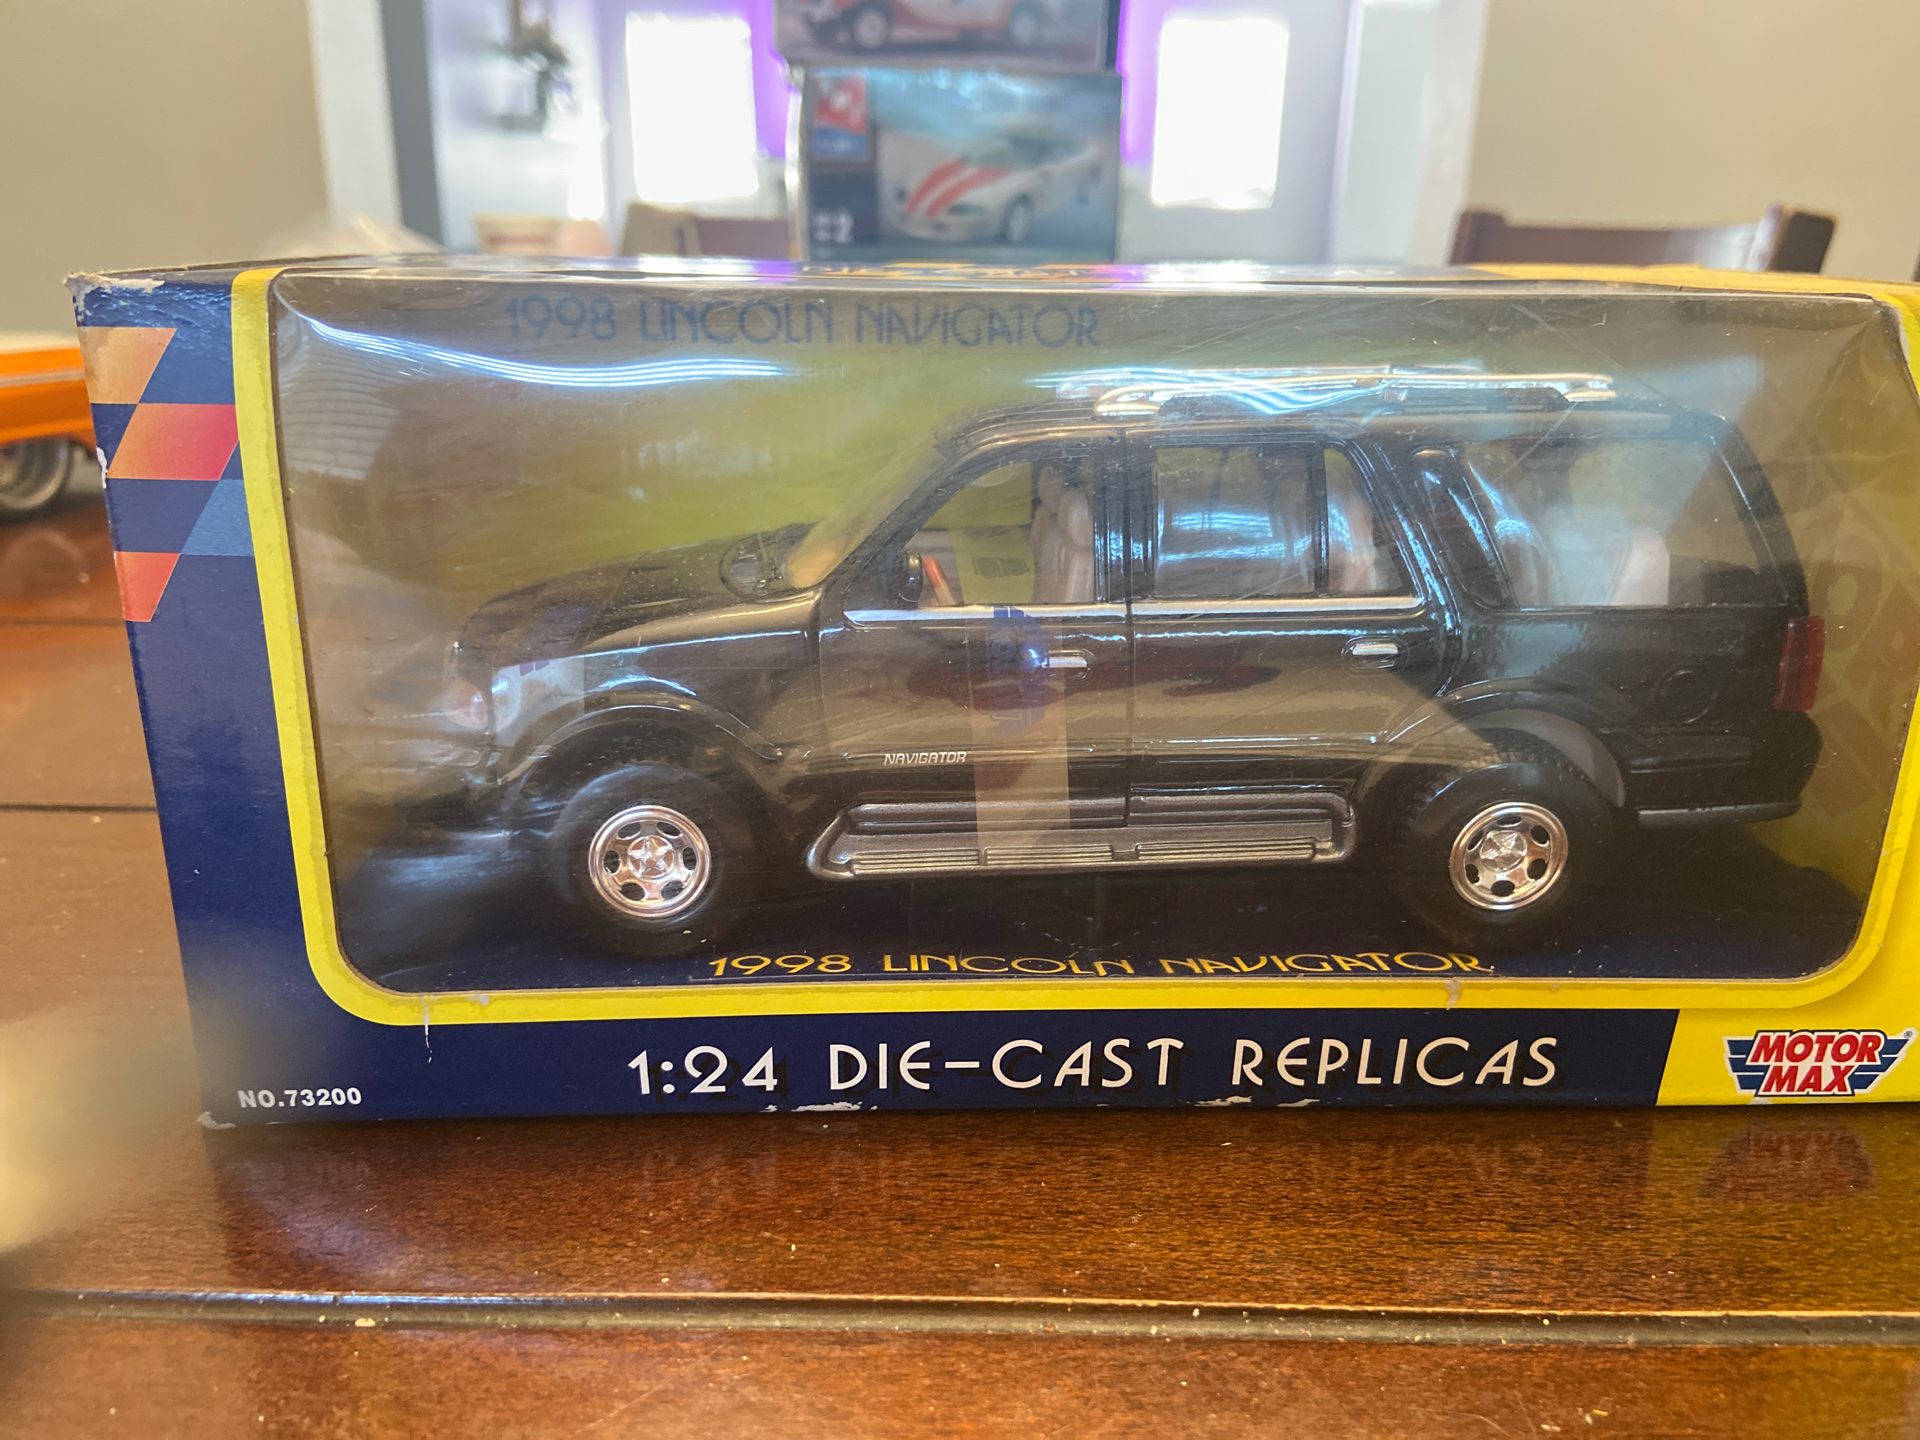 1998 LINCOLN NAVIGATOR
NAVIGATOR
1998 LINCOLN NAVIGATOR
1:24 DIE-CAST REPLICAS
NO.73200
MOTOR
MAX
®